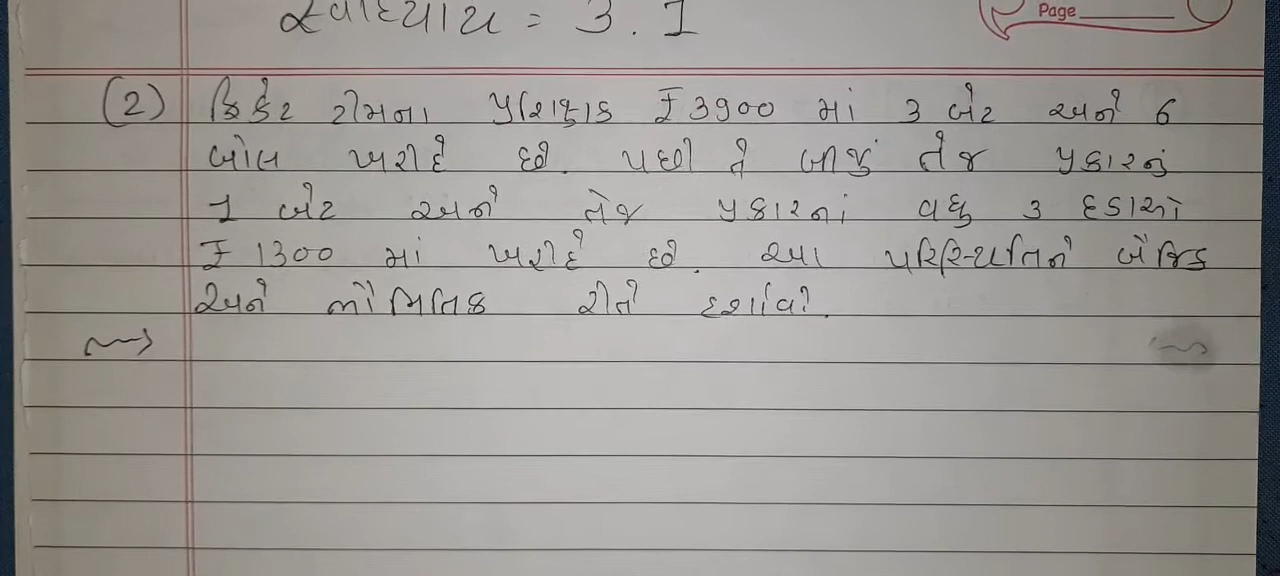 સ્વાધ્યાય = 3.1
Page
(2) ક્રિકેટ ટીમના પ્રશિક્ષક ₹ 3900 માં 3 બેટ અને 6
બોલ ખરીદે છે. પછી તે બીજું તેજ પ્રકારનું
1 બેટ અને તેજ પ્રકારનાં વધુ 3 દડાઓ
₹ 1300 માં ખરીદે છે. આ પરિસ્થિતિને બૈજિક
અને ભૌમિતિક રીતે દર્શાવો.